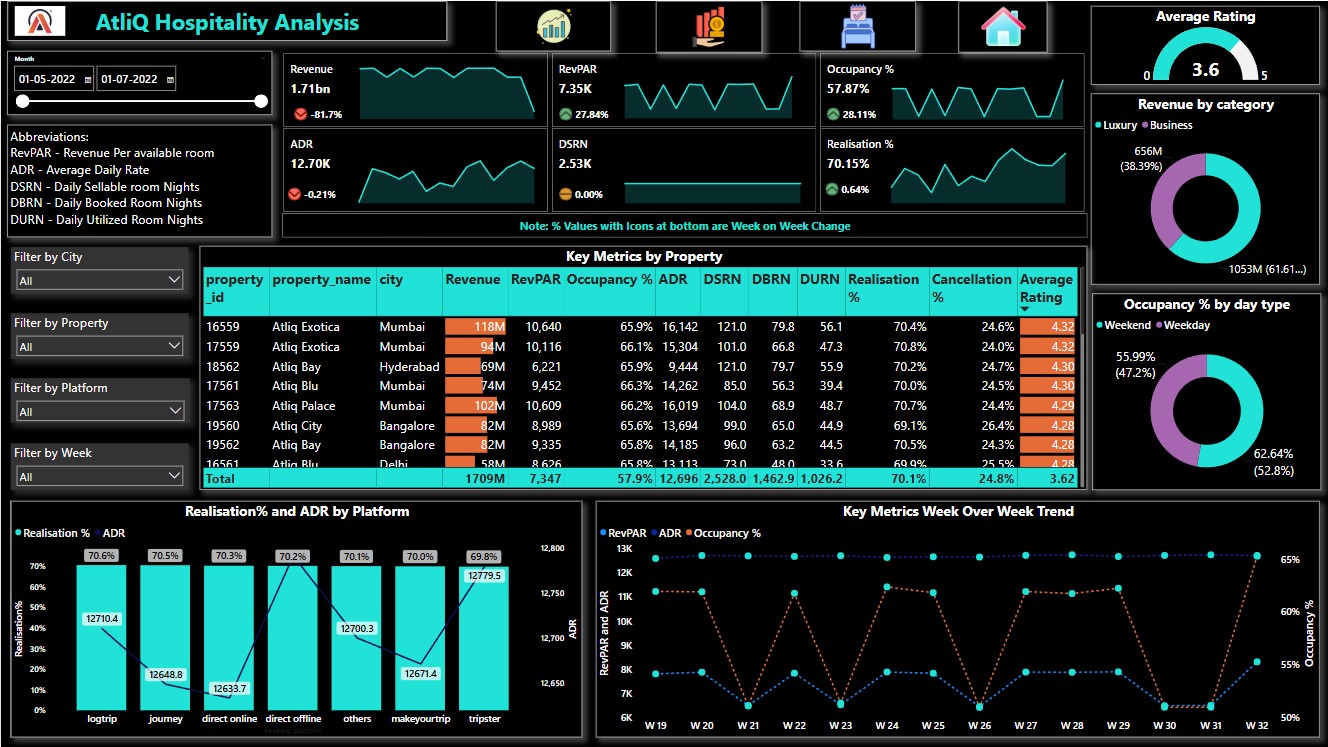 AtliQ Hospitality Analysis
Month
01-05-2022 01-07-2022
Abbreviations:
RevPAR - Revenue Per available room
ADR - Average Daily Rate
DSRN - Daily Sellable room Nights
DBRN - Daily Booked Room Nights
DURN - Daily Utilized Room Nights
Revenue
1.71bn
-81.7%
RevPAR
7.35K
27.84%
Occupancy %
57.87%
28.11%
ADR
12.70K
-0.21%
DSRN
2.53K
0.00%
Realisation %
70.15%
0.64%
Note: % Values with Icons at bottom are Week on Week Change
Average Rating
3.6
0 5
Revenue by category
Luxury Business
656M
(38.39%)
1053M (61.61...)
Occupancy % by day type
Weekend Weekday
55.99%
(47.2%)
62.64%
(52.8%)
Filter by City
All
Filter by Property
All
Filter by Platform
All
Filter by Week
All
Key Metrics by Property
property_id property_name city Revenue RevPAR Occupancy % ADR DSRN DBRN DURN Realisation % Cancellation % Average Rating
16559 Atliq Exotica Mumbai 118M 10,640 65.9% 16,142 121.0 79.8 56.1 70.4% 24.6% 4.32
17559 Atliq Exotica Mumbai 94M 10,116 66.1% 15,304 101.0 66.8 47.3 70.8% 24.0% 4.32
18562 Atliq Bay Hyderabad 69M 6,221 65.9% 9,444 121.0 79.7 55.9 70.2% 24.7% 4.30
17561 Atliq Blu Mumbai 74M 9,452 66.3% 14,262 85.0 56.3 39.4 70.0% 24.5% 4.30
17563 Atliq Palace Mumbai 102M 10,609 66.2% 16,019 104.0 68.9 48.7 70.7% 24.4% 4.29
19560 Atliq City Bangalore 82M 8,989 65.6% 13,694 99.0 65.0 44.9 69.1% 26.4% 4.28
19562 Atliq Bay Bangalore 82M 9,335 65.8% 14,185 96.0 63.2 44.5 70.5% 24.3% 4.28
16561 Atliq Blu Delhi 58M 8,626 65.8% 13,113 73.0 48.0 33.6 69.9% 25.5% 4.28
Total 1709M 7,347 57.9% 12,696 2,528.0 1,462.9 1,026.2 70.1% 24.8% 3.62
Realisation% and ADR by Platform
Realisation % ADR
70.6% 70.5% 70.3% 70.2% 70.1% 70.0% 69.8%
12710.4 12648.8 12633.7 12700.3 12671.4 12779.5
70%
60%
50%
40%
30%
20%
10%
0%
Realisation%
12,800
12,750
12,700
12,650
ADR
logtrip journey direct online direct offline others makeyourtrip tripster
booking_platform
Key Metrics Week Over Week Trend
RevPAR ADR Occupancy %
13K
12K
11K
10K
9K
8K
7K
6K
RevPAR and ADR
65%
60%
55%
50%
Occupancy %
W 19 W 20 W 21 W 22 W 23 W 24 W 25 W 26 W 27 W 28 W 29 W 30 W 31 W 32